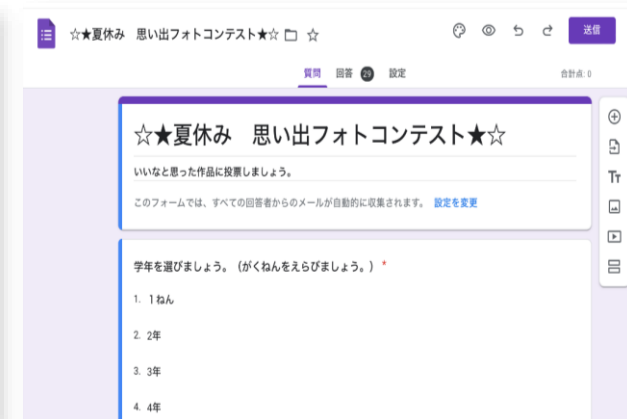 ☆★夏休み　思い出フォトコンテスト★☆
送信
質問 回答 29 設定
合計点: 0
☆★夏休み　思い出フォトコンテスト★☆
いいなと思った作品に投票しましょう。
このフォームでは、すべての回答者からのメールが自動的に収集されます。 設定を変更
学年を選びましょう。（がくねんをえらびましょう。） *
1. 1ねん
2. 2年
3. 3年
4. 4年
Tт